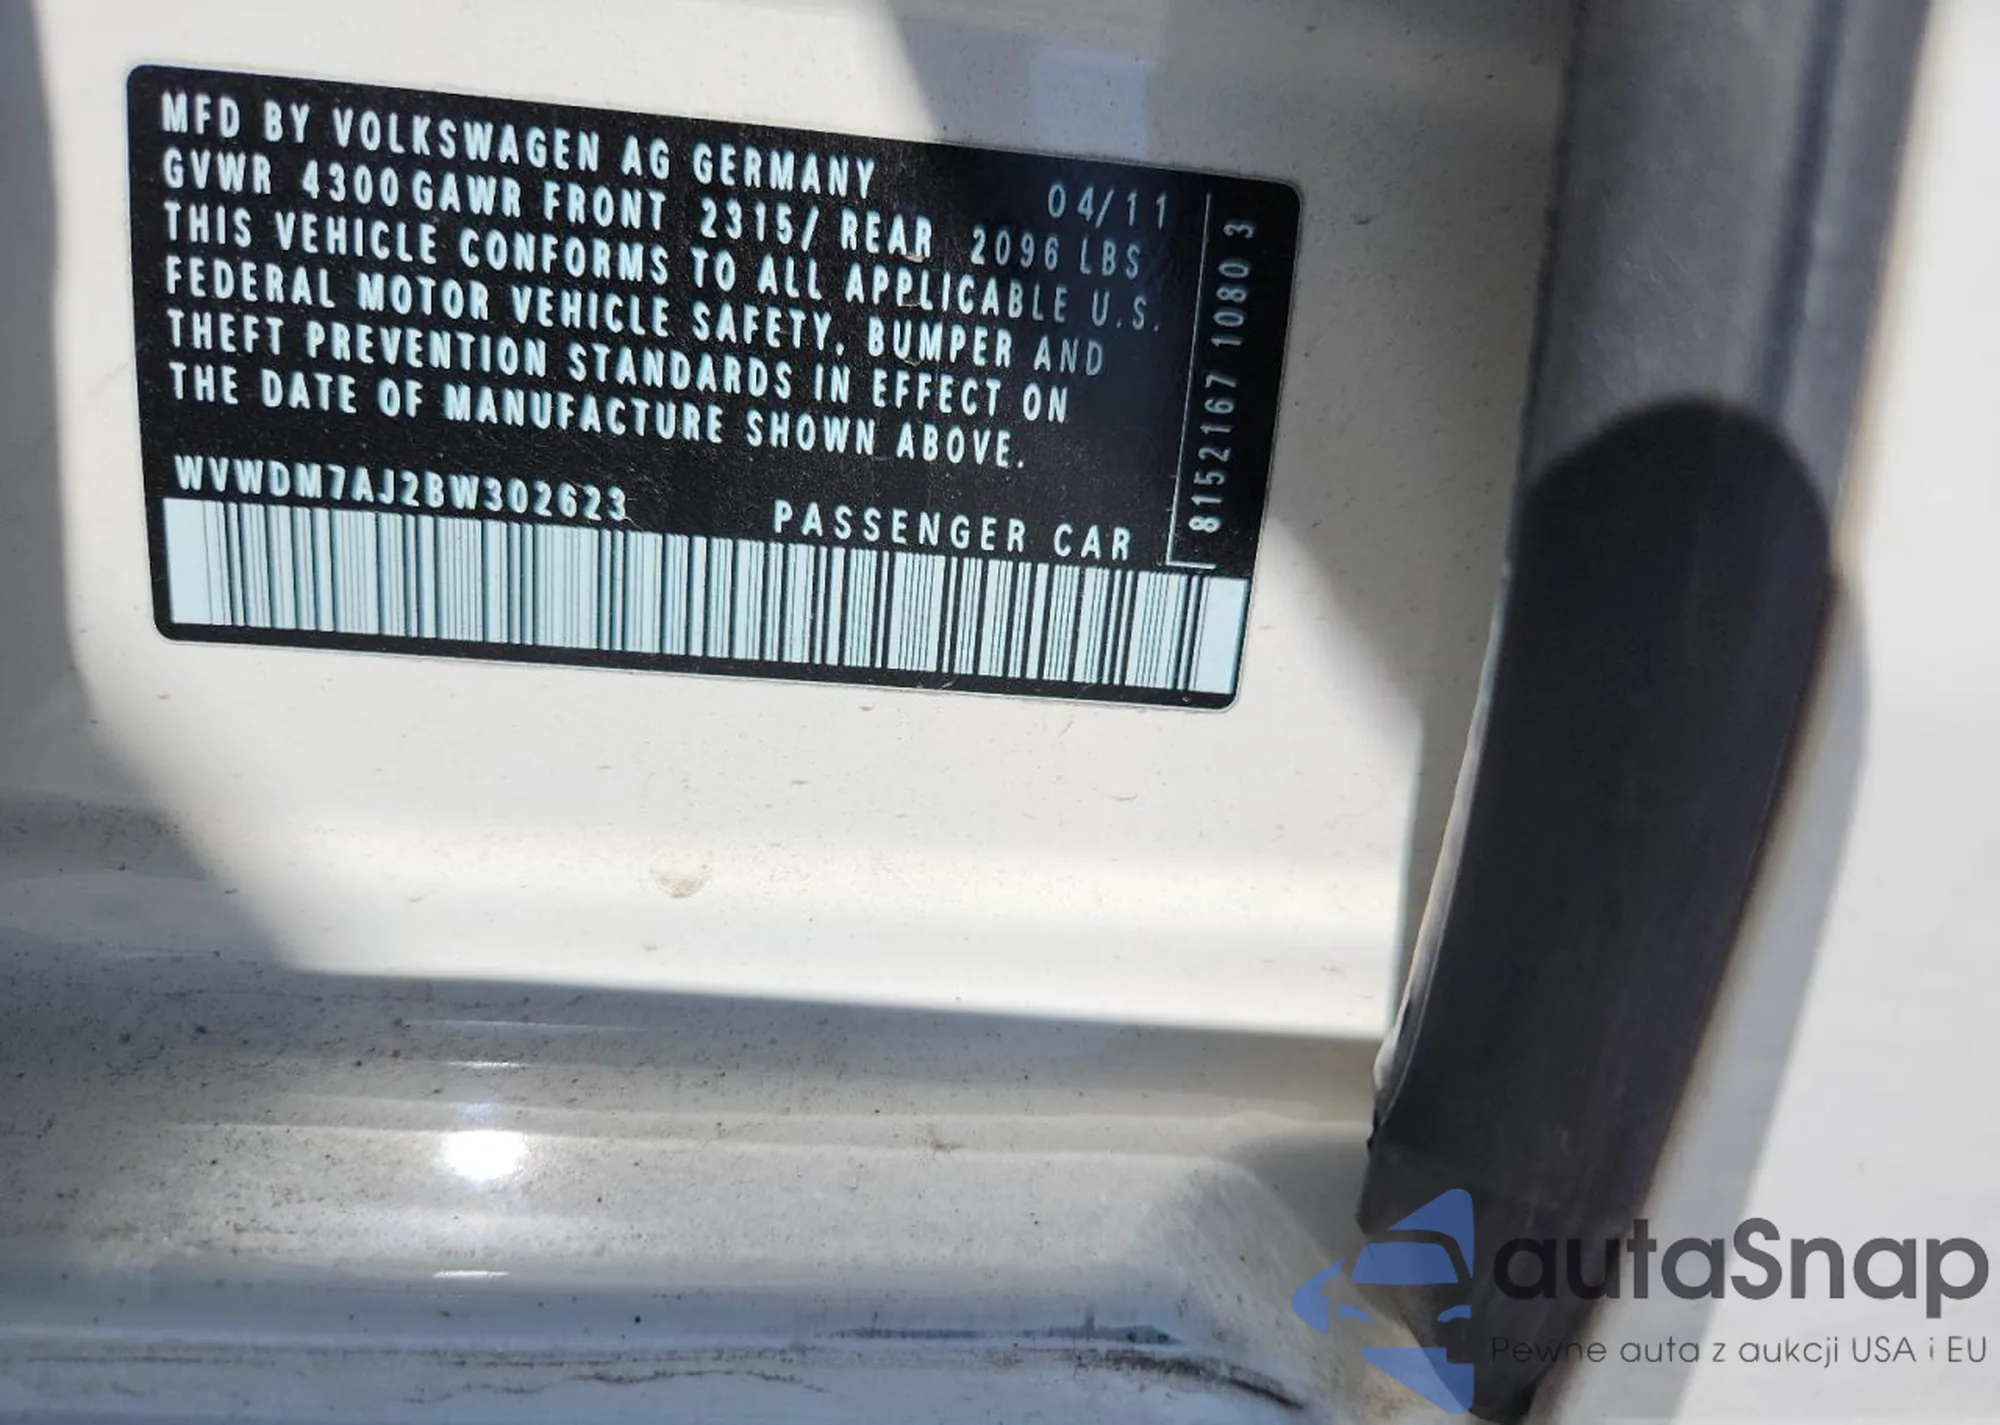 MFD BY VOLKSWAGEN AG GERMANY 04/11
GVWR 4300 GAWR FRONT 2315/ REAR 2096 LBS
THIS VEHICLE CONFORMS TO ALL APPLICABLE U.S.
FEDERAL MOTOR VEHICLE SAFETY, BUMPER AND
THEFT PREVENTION STANDARDS IN EFFECT ON
THE DATE OF MANUFACTURE SHOWN ABOVE.
WVWDM7AJ2BW302623
PASSENGER CAR
8152167 1080 3
autaSnap
Pewne auta z aukcji USA i EU